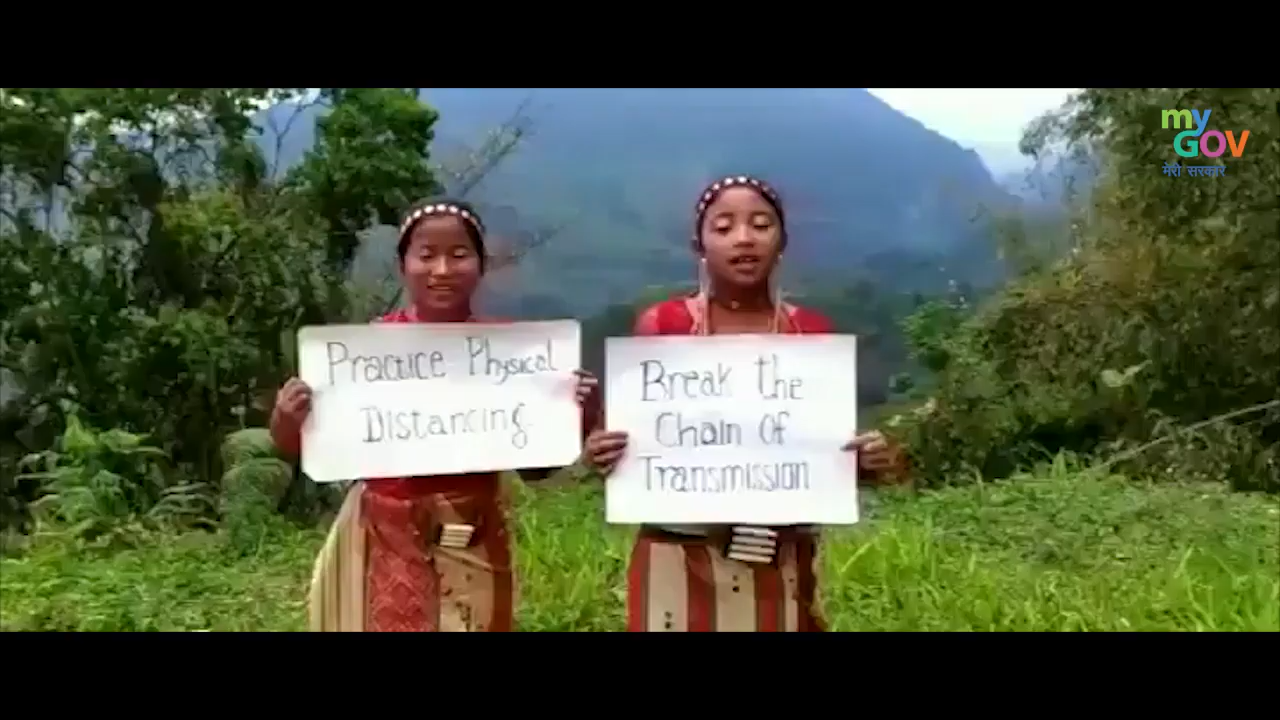 my
GOV
मेरी सरकार
Practice Physical
Distancing
Break the
Chain Of
Transmission